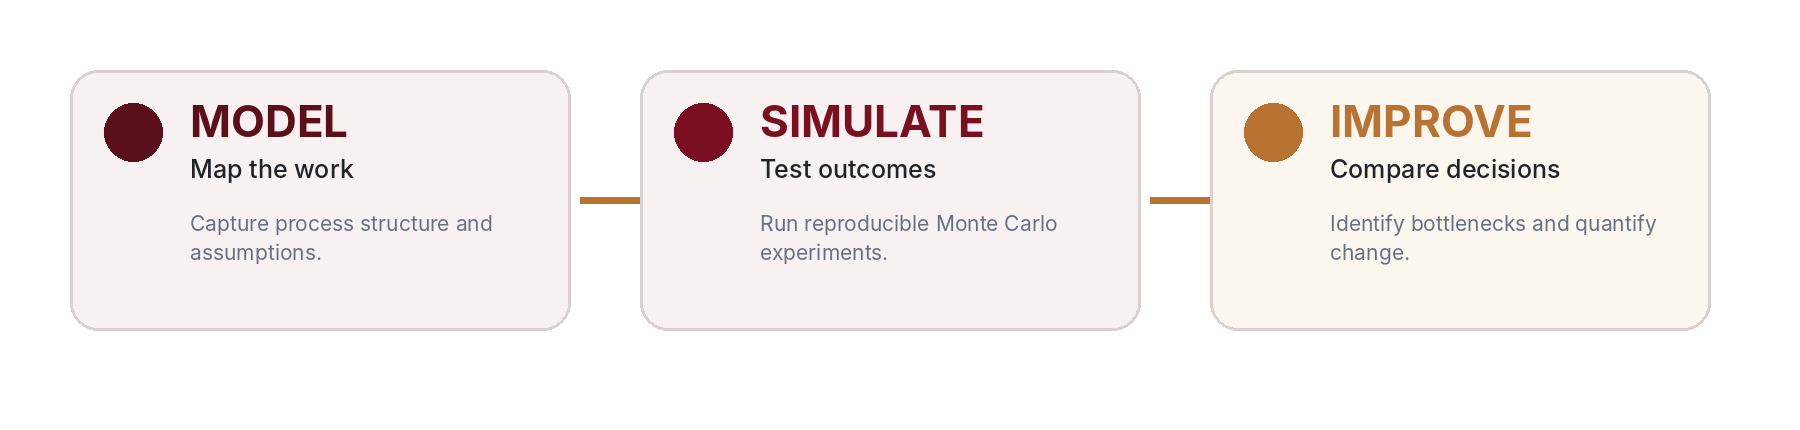 MODEL
Map the work
Capture process structure and
assumptions.
SIMULATE
Test outcomes
Run reproducible Monte Carlo
experiments.
IMPROVE
Compare decisions
Identify bottlenecks and quantify
change.